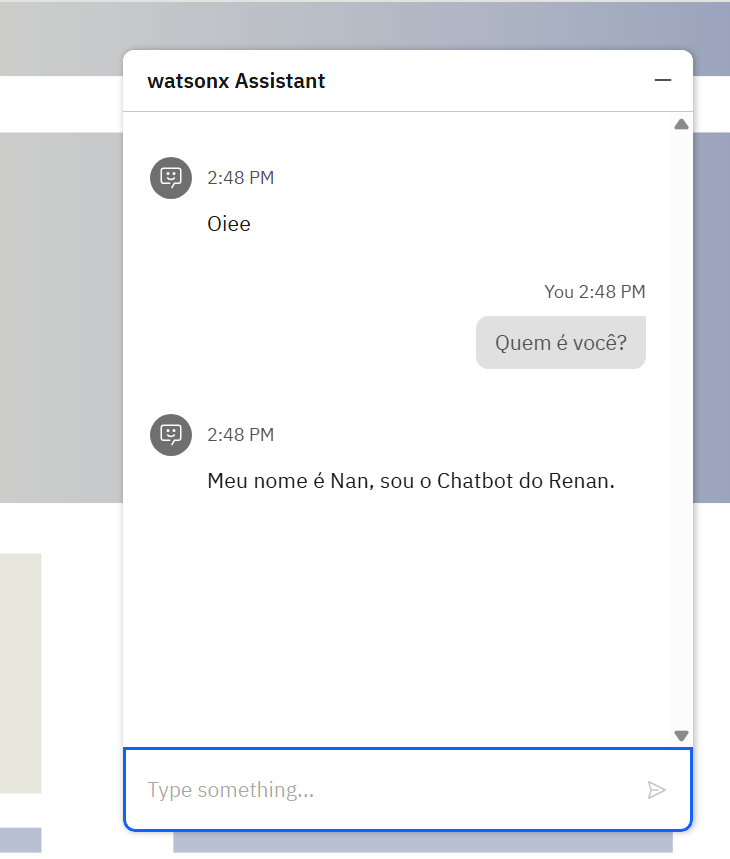 watsonx Assistant
2:48 PM
Oiee
You 2:48 PM
Quem é você?
2:48 PM
Meu nome é Nan, sou o Chatbot do Renan.
Type something...